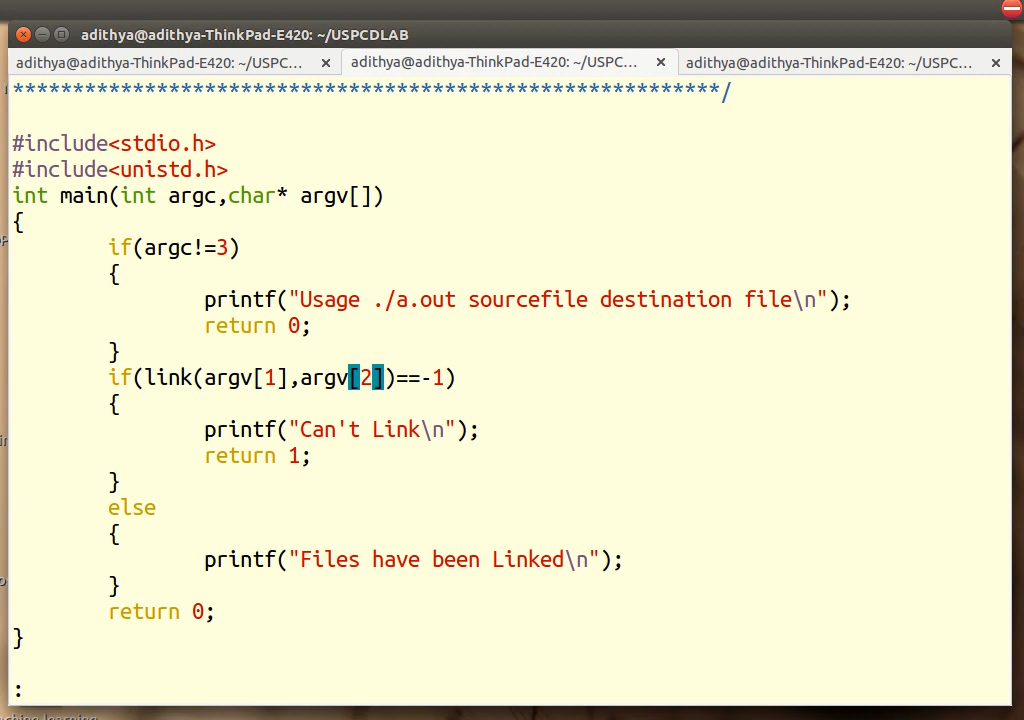 adithya@adithya-ThinkPad-E420: ~/USPCDLAB
adithya@adithya-ThinkPad-E420: ~/USPC... × adithya@adithya-ThinkPad-E420: ~/USPC... × adithya@adithya-ThinkPad-E420: ~/USPC... ×
***********************************************************/
#include<stdio.h>
#include<unistd.h>
int main(int argc,char* argv[])
{
if(argc!=3)
{
printf("Usage ./a.out sourcefile destination file\n");
return 0;
}
if(link(argv[1],argv[2])==-1)
{
printf("Can't Link\n");
return 1;
}
else
{
printf("Files have been Linked\n");
}
return 0;
}
: